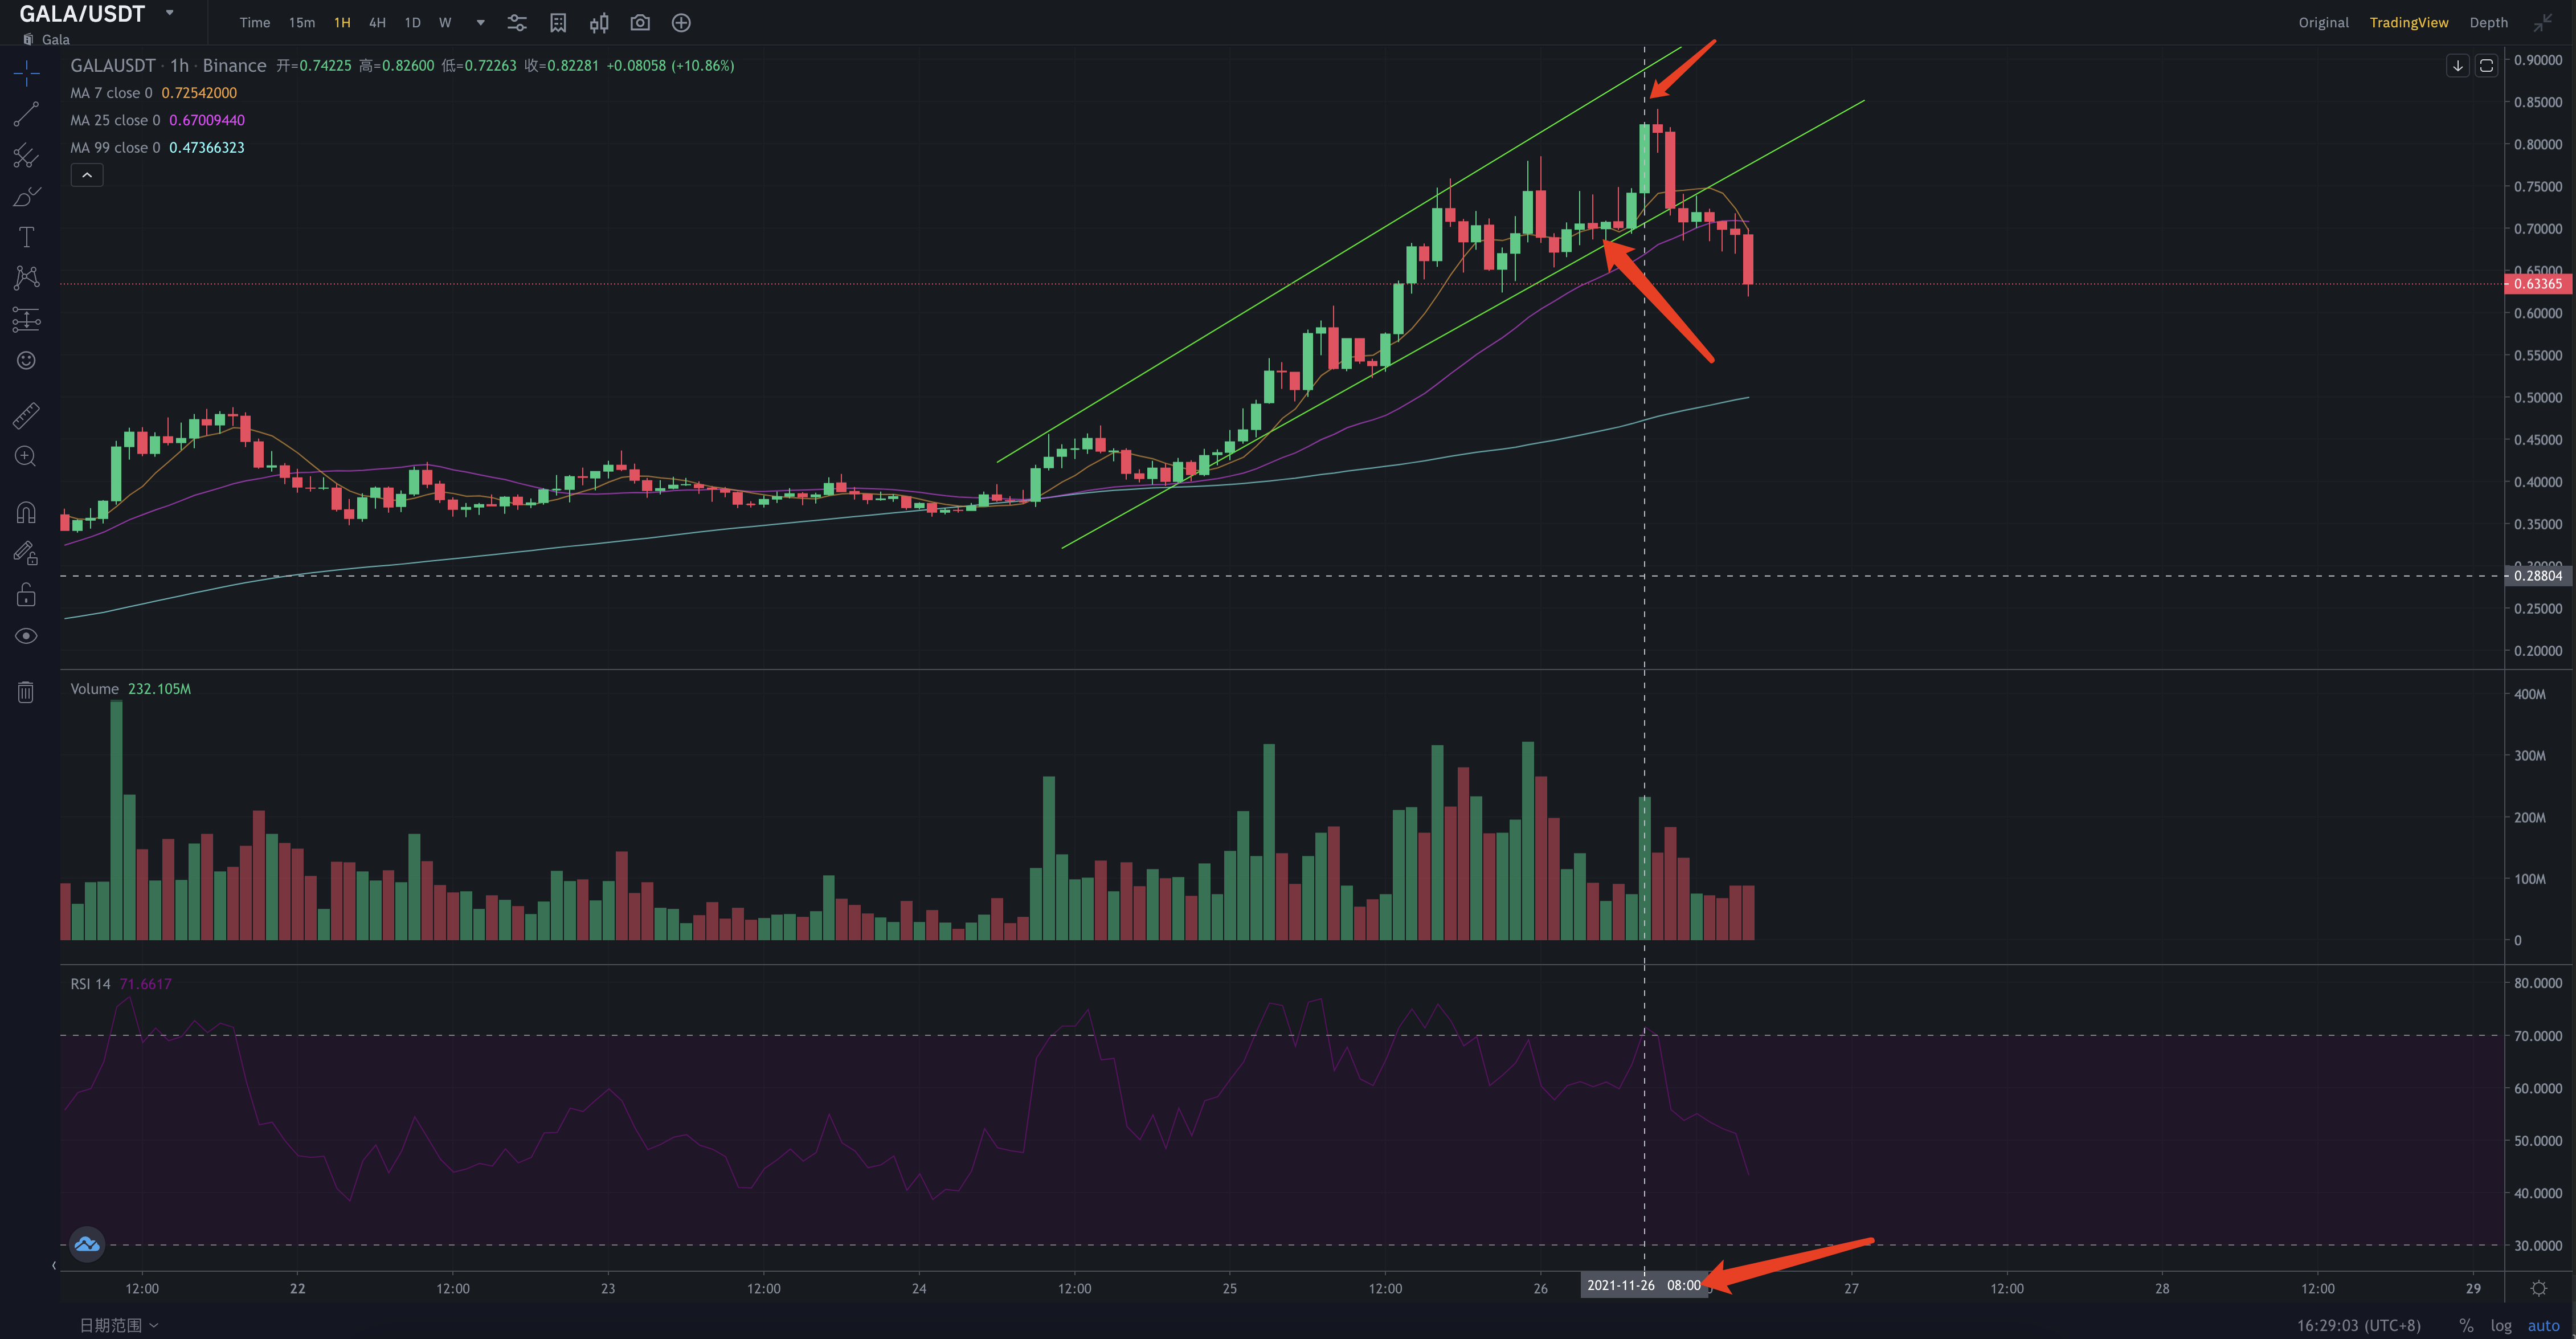 GALA/USDT Time 15m 1H 4H 1D W Original TradingView Depth
Gala
GALAUSDT · 1h · Binance 开=0.74225 高=0.82600 低=0.72263 收=0.82281 +0.08058 (+10.86%)
MA 7 close 0 0.72542000
MA 25 close 0 0.67009440
MA 99 close 0 0.47366323
0.90000
0.85000
0.80000
0.75000
0.70000
0.65000
0.63365
0.60000
0.55000
0.50000
0.45000
0.40000
0.35000
0.30000
0.28804
0.25000
0.20000
Volume 232.105M
400M
300M
200M
100M
0
RSI 14 71.6617
80.0000
70.0000
60.0000
50.0000
40.0000
30.0000
12:00 22 12:00 23 12:00 24 12:00 25 12:00 26 2021-11-26 08:00 27 12:00 28 12:00 29
日期范围 16:29:03 (UTC+8) % log auto